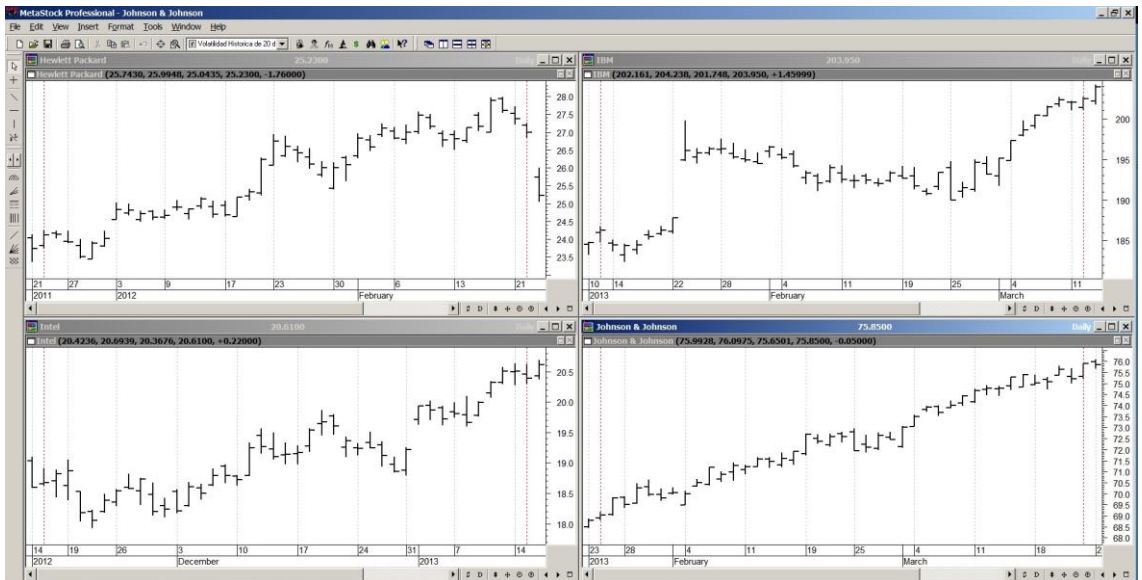 MetaStock Professional - Johnson & Johnson
File Edit View Insert Format Tools Window Help
Volatilidad Historica de 20 d
Hewlett Packard 25.2300 Daily
Hewlett Packard (25.7430, 25.9948, 25.0435, 25.2300, -1.76000)
28.0
27.5
27.0
26.5
26.0
25.5
25.0
24.5
24.0
23.5
21 27 3 9 17 23 30 6 13 21
2011 2012 February
IBM 203.950 Daily
IBM (202.161, 204.238, 201.748, 203.950, +1.45999)
200
195
190
185
10 14 22 28 4 11 19 25 4 11
2013 February March
Intel 20.6100 Daily
Intel (20.4236, 20.6939, 20.3676, 20.6100, +0.22000)
20.5
20.0
19.5
19.0
18.5
18.0
14 19 26 3 10 17 24 31 7 14
2012 December 2013
Johnson & Johnson 75.8500 Daily
Johnson & Johnson (75.9928, 76.0975, 75.6501, 75.8500, -0.05000)
76.0
75.5
75.0
74.5
74.0
73.5
73.0
72.5
72.0
71.5
71.0
70.5
70.0
69.5
69.0
68.5
68.0
23 28 4 11 19 25 4 11 18 2
2013 February March